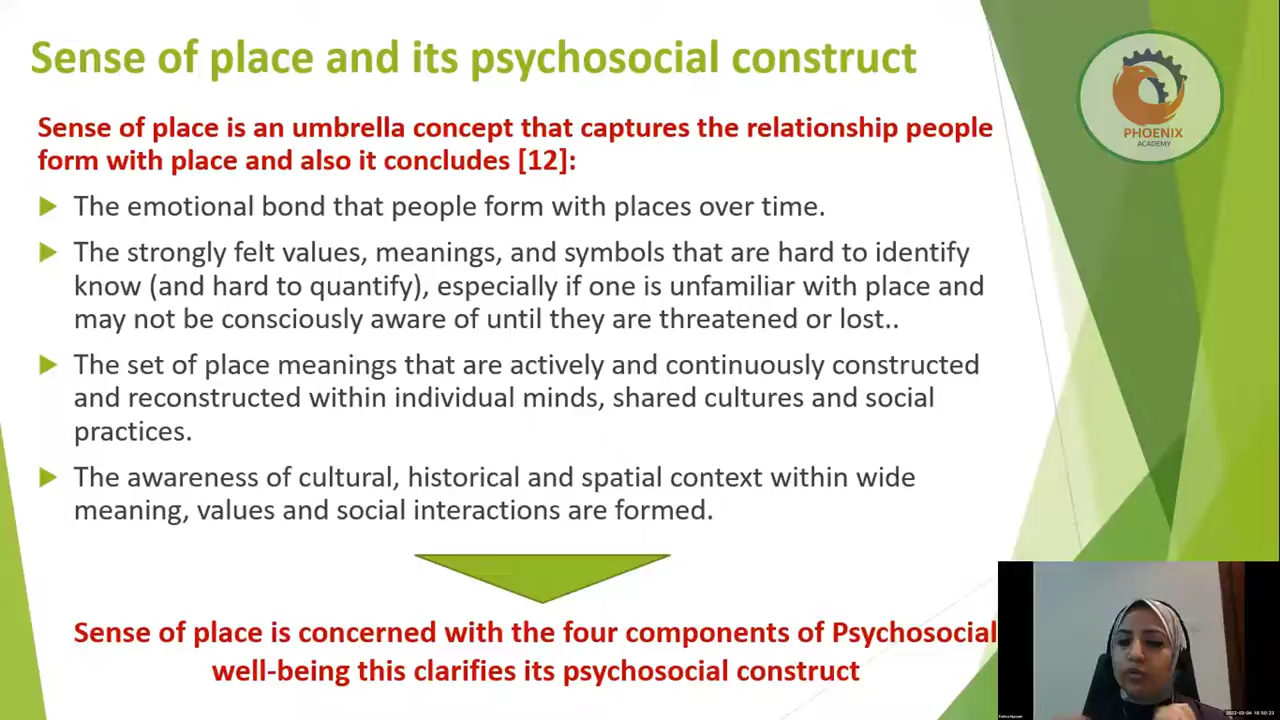 Sense of place and its psychosocial construct
Sense of place is an umbrella concept that captures the relationship people
form with place and also it concludes [12]:
The emotional bond that people form with places over time.
The strongly felt values, meanings, and symbols that are hard to identify
know (and hard to quantify), especially if one is unfamiliar with place and
may not be consciously aware of until they are threatened or lost..
The set of place meanings that are actively and continuously constructed
and reconstructed within individual minds, shared cultures and social
practices.
The awareness of cultural, historical and spatial context within wide
meaning, values and social interactions are formed.
Sense of place is concerned with the four components of Psychosocial
well-being this clarifies its psychosocial construct
PHOENIX
ACADEMY